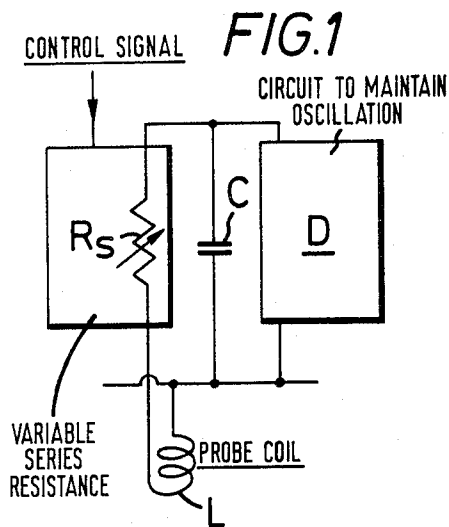 FIG.1
CONTROL SIGNAL
CIRCUIT TO MAINTAIN
OSCILLATION
RS
C
D
VARIABLE
SERIES
RESISTANCE
PROBE COIL
L